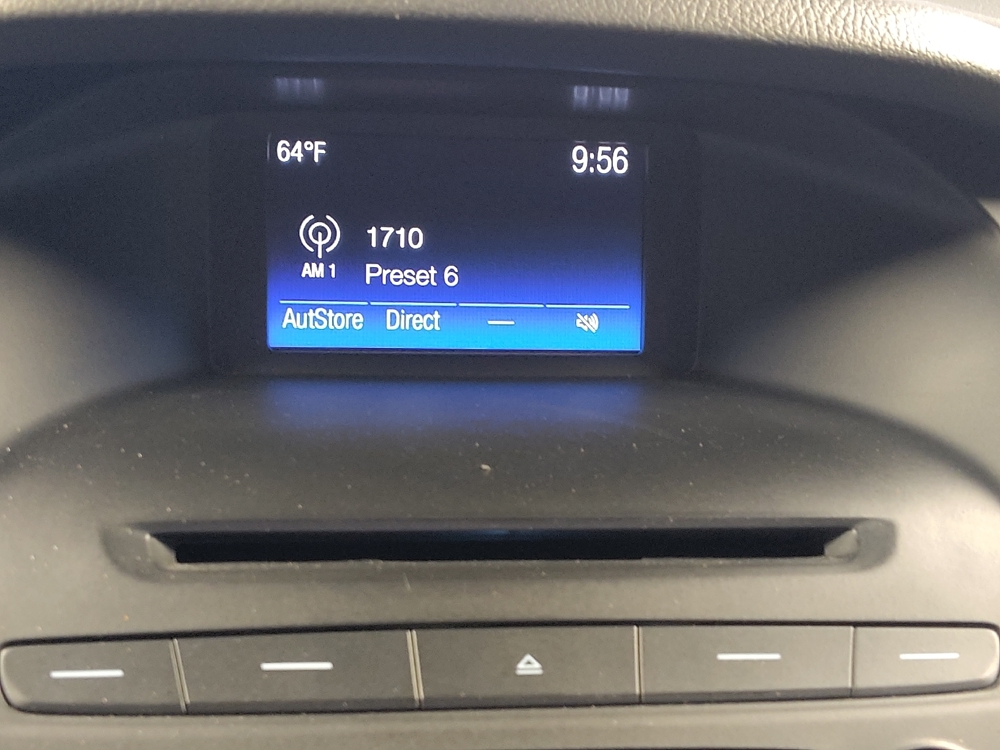 64°F 9:56
1710
AM 1 Preset 6
AutStore Direct —